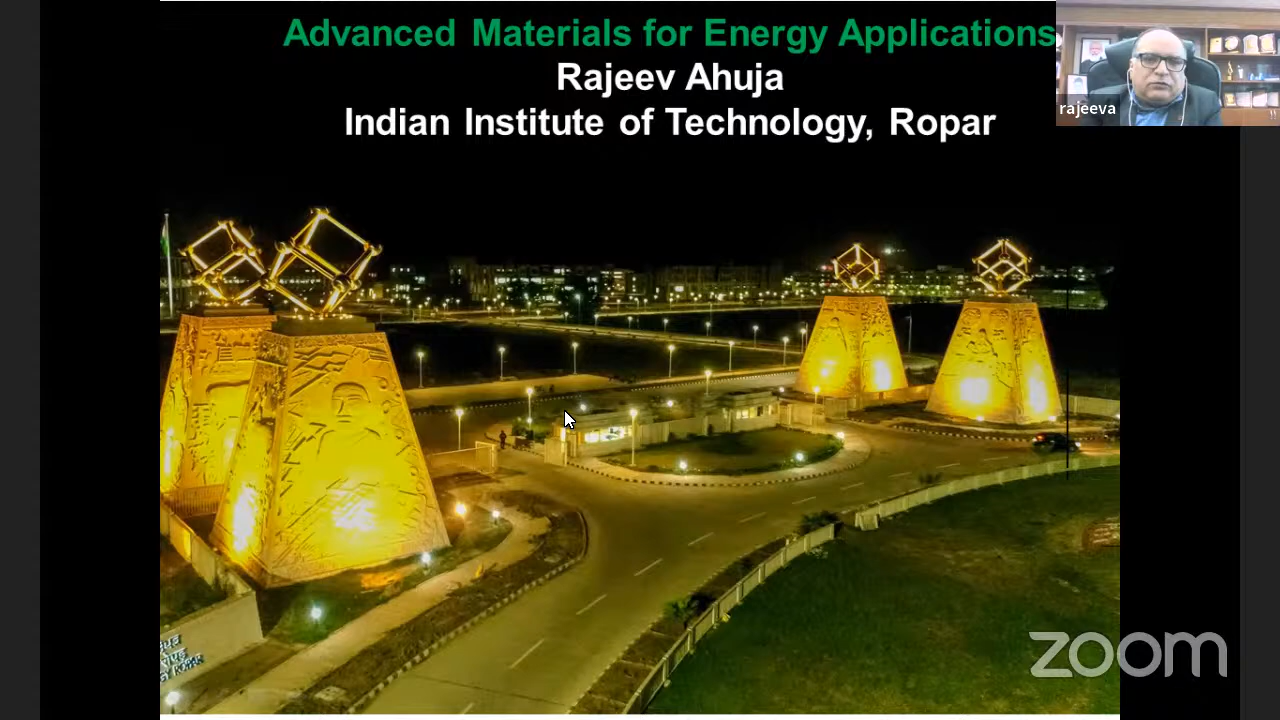 Advanced Materials for Energy Applications
Rajeev Ahuja
Indian Institute of Technology, Ropar
rajeeva
zoom